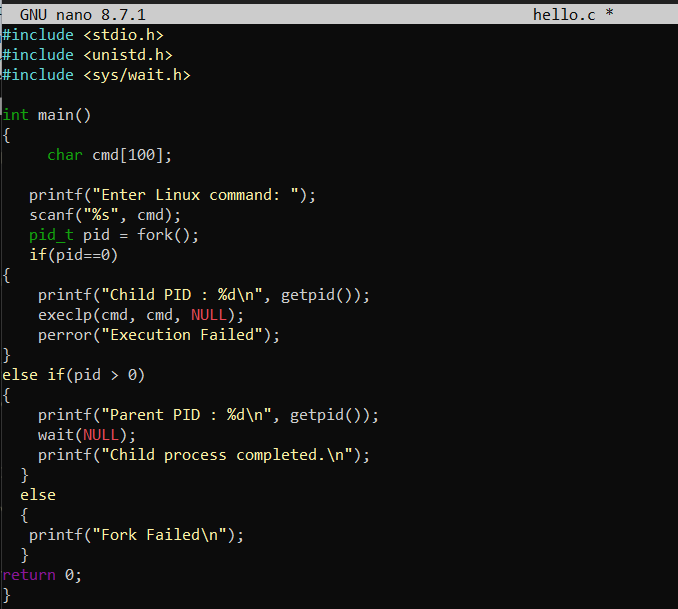 GNU nano 8.7.1 hello.c *
#include <stdio.h>
#include <unistd.h>
#include <sys/wait.h>
int main()
{
char cmd[100];
printf("Enter Linux command: ");
scanf("%s", cmd);
pid_t pid = fork();
if(pid==0)
{
printf("Child PID : %d\n", getpid());
execlp(cmd, cmd, NULL);
perror("Execution Failed");
}
else if(pid > 0)
{
printf("Parent PID : %d\n", getpid());
wait(NULL);
printf("Child process completed.\n");
}
else
{
printf("Fork Failed\n");
}
return 0;
}